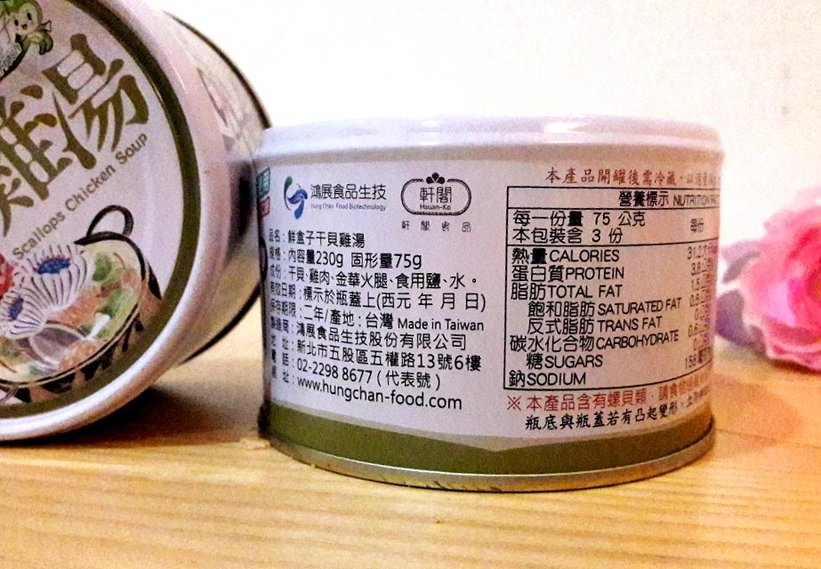 雞湯
Scallops Chicken Soup
鴻展食品生技
Hung Chan Food Biotechnology
軒閣
Hsuan-Ko
軒閣食品
品名：鮮盒子干貝雞湯
規格：內容量230g 固形量75g
成份：干貝、雞肉、金華火腿、食用鹽、水。
有效日期：標示於瓶蓋上(西元 年 月 日)
保存期限：二年/產地：台灣 Made in Taiwan
製造商：鴻展食品生技股份有限公司
地 址：新北市五股區五權路13號6樓
電 話：02-2298 8677 (代表號)
網 址：www.hungchan-food.com
本產品開罐後需冷藏，
營養標示 NUTRITION
每一份量 75 公克
本包裝含 3 份
每份
熱量 CALORIES 31.2
蛋白質 PROTEIN
脂肪 TOTAL FAT
飽和脂肪 SATURATED FAT
反式脂肪 TRANS FAT
碳水化合物 CARBOHYDRATE
糖 SUGARS
鈉 SODIUM
※本產品含有螺貝類，
瓶底與瓶蓋若有凸起變形，